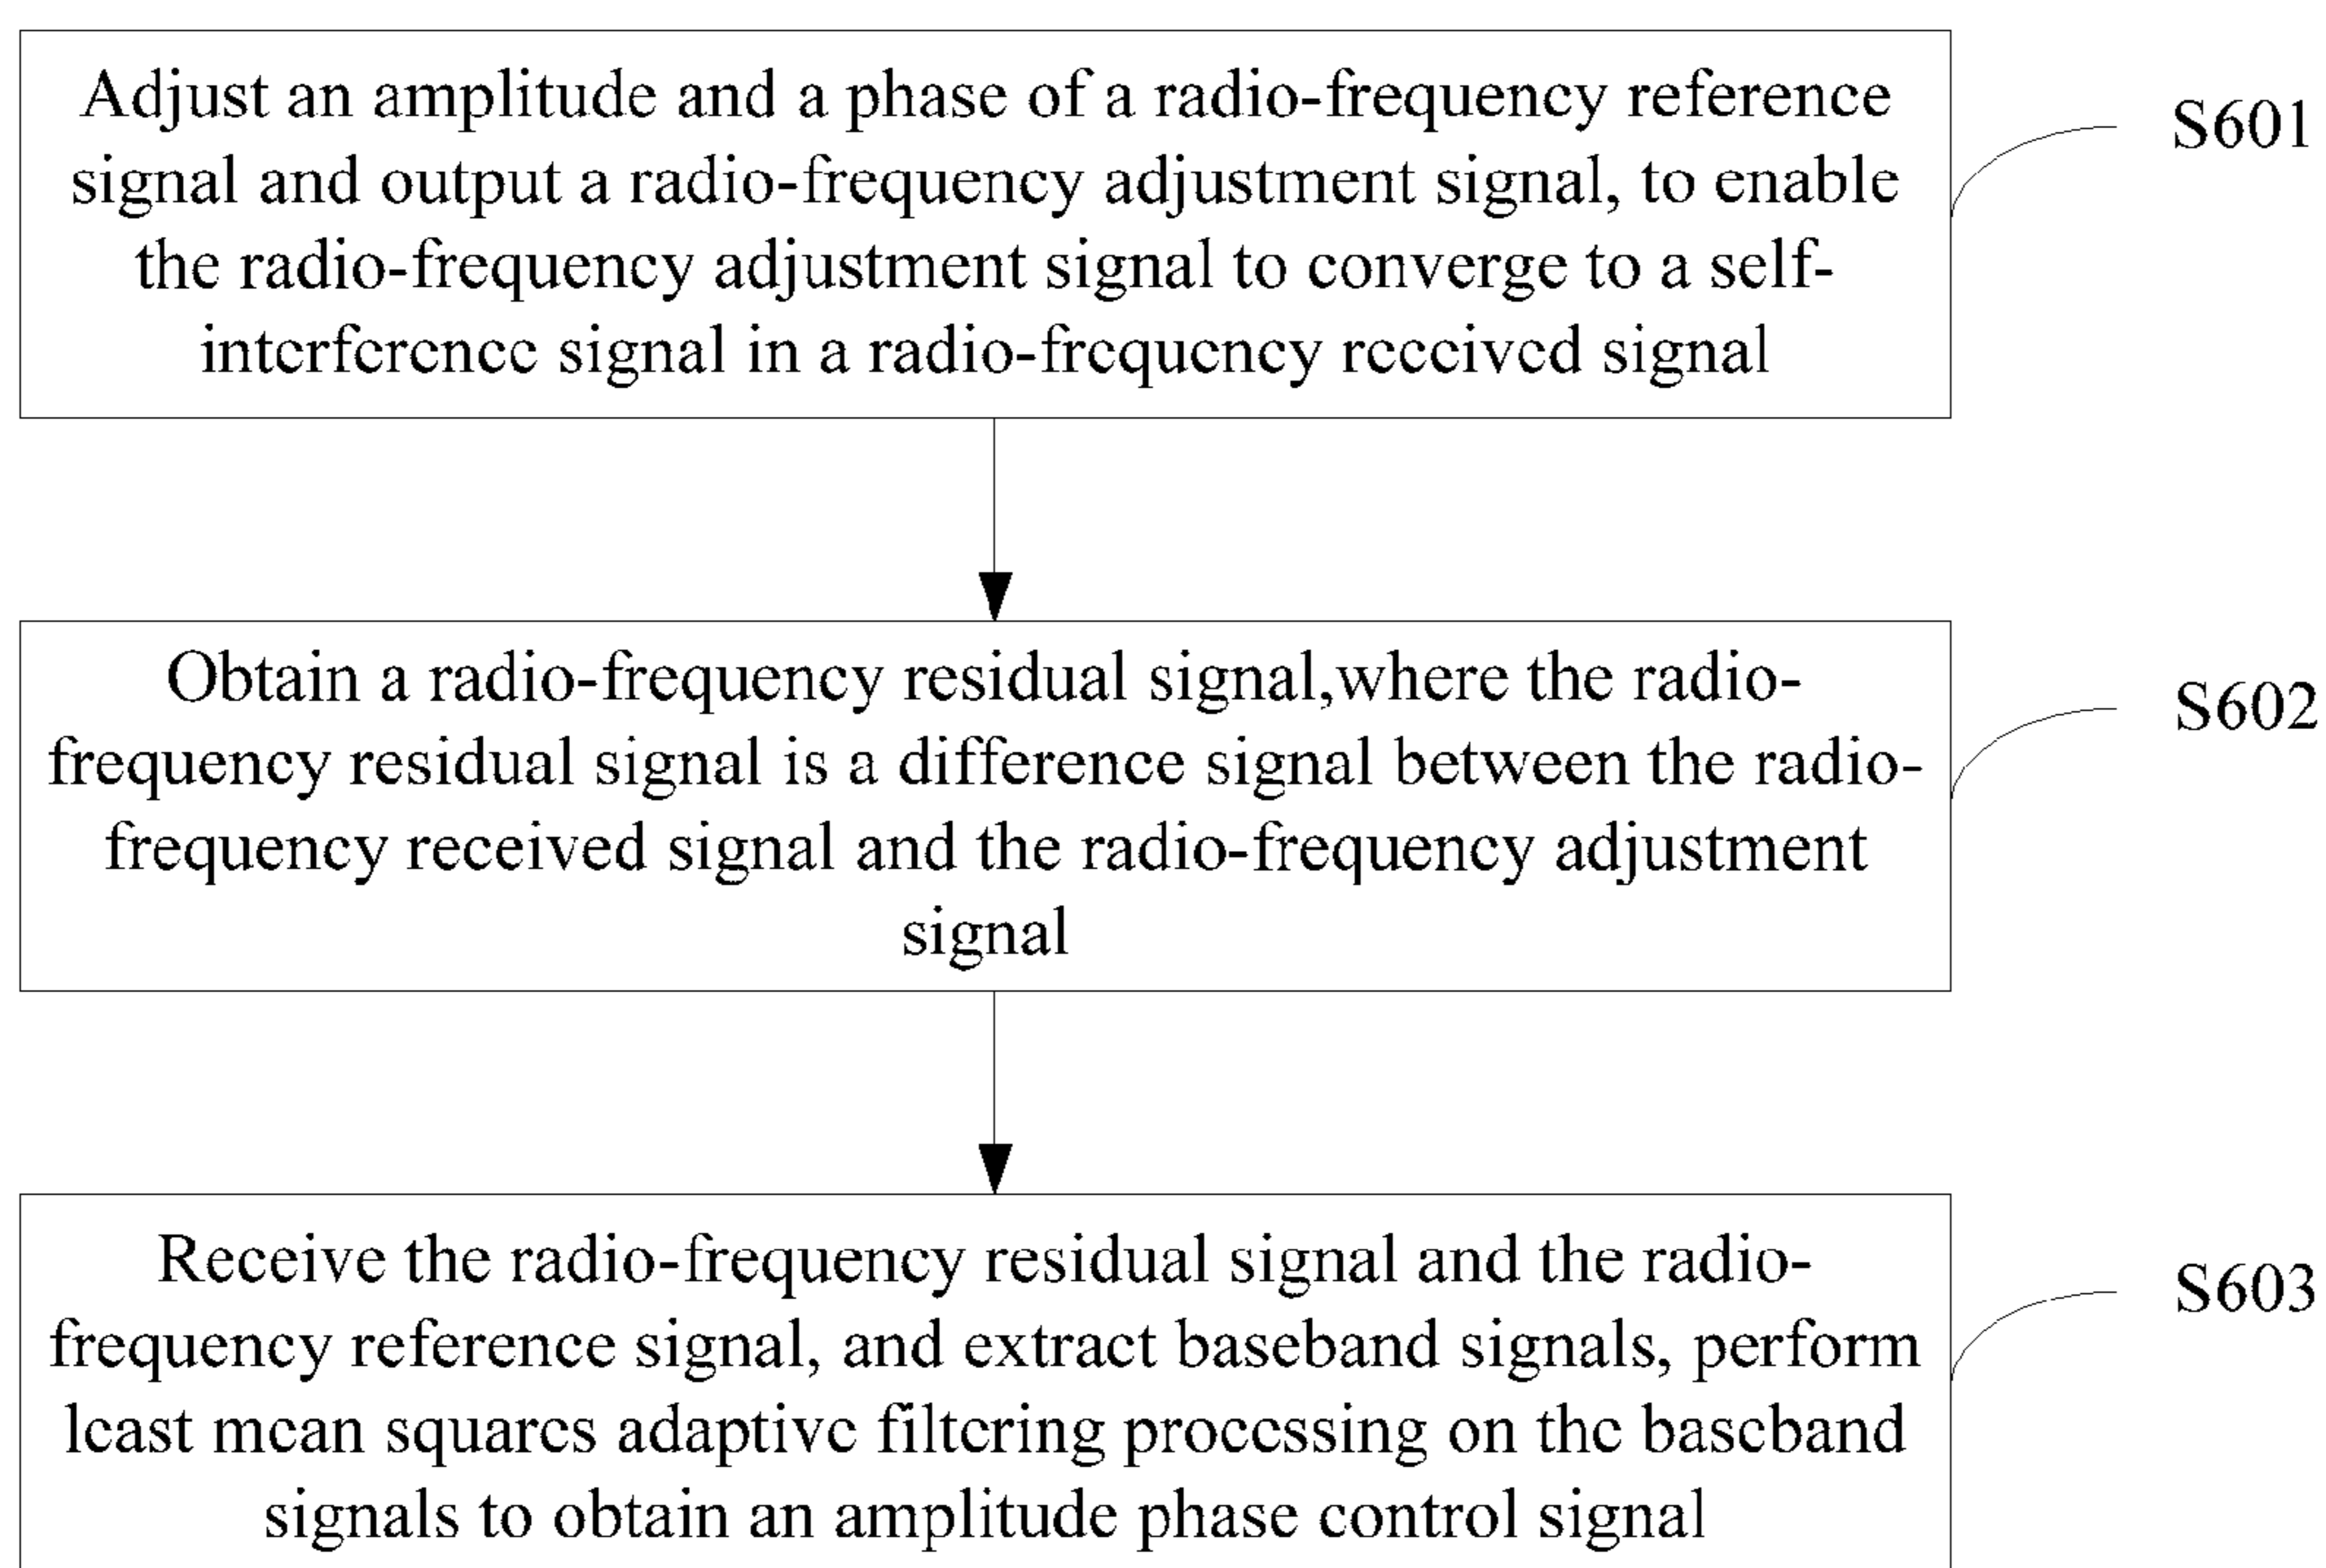 Adjust an amplitude and a phase of a radio-frequency reference
signal and output a radio-frequency adjustment signal, to enable
the radio-frequency adjustment signal to converge to a self-
interference signal in a radio-frequency received signal
S601
Obtain a radio-frequency residual signal,where the radio-
frequency residual signal is a difference signal between the radio-
frequency received signal and the radio-frequency adjustment
signal
S602
Receive the radio-frequency residual signal and the radio-
frequency reference signal, and extract baseband signals, perform
least mean squares adaptive filtering processing on the baseband
signals to obtain an amplitude phase control signal
S603